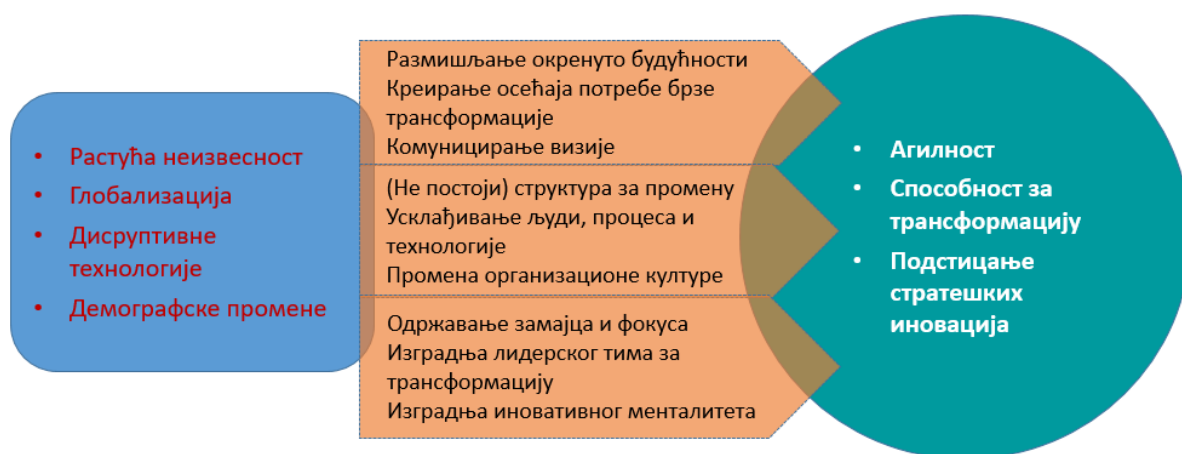 • Растућа неизвесност
• Глобализација
• Дисруптивне
технологије
• Демографске промене
Размишљање окренуто будућности
Креирање осећаја потребе брзе
трансформације
Комуницирање визије
(Не постоји) структура за промену
Усклађивање људи, процеса и
технологије
Промена организационе културе
Одржавање замајца и фокуса
Изградња лидерског тима за
трансформацију
Изградња иновативног менталитета
• Агилност
• Способност за
трансформацију
• Подстицање
стратешких
иновација